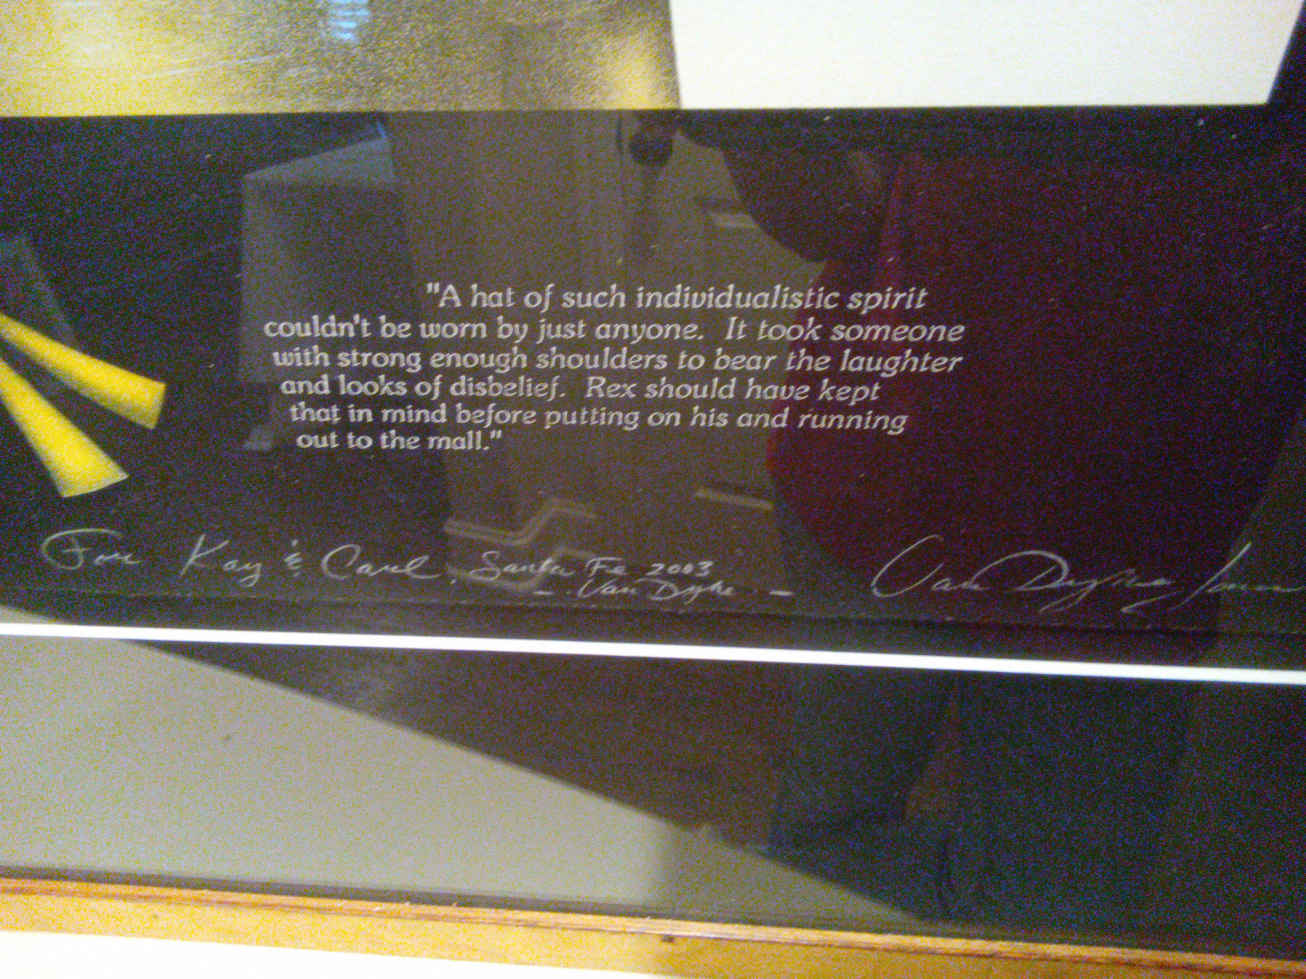 "A hat of such individualistic spirit
couldn't be worn by just anyone. It took someone
with strong enough shoulders to bear the laughter
and looks of disbelief. Rex should have kept
that in mind before putting on his and running
out to the mall."
For Kay & Carl, Santa Fe 2003
- Van Dyke - Van Dyke